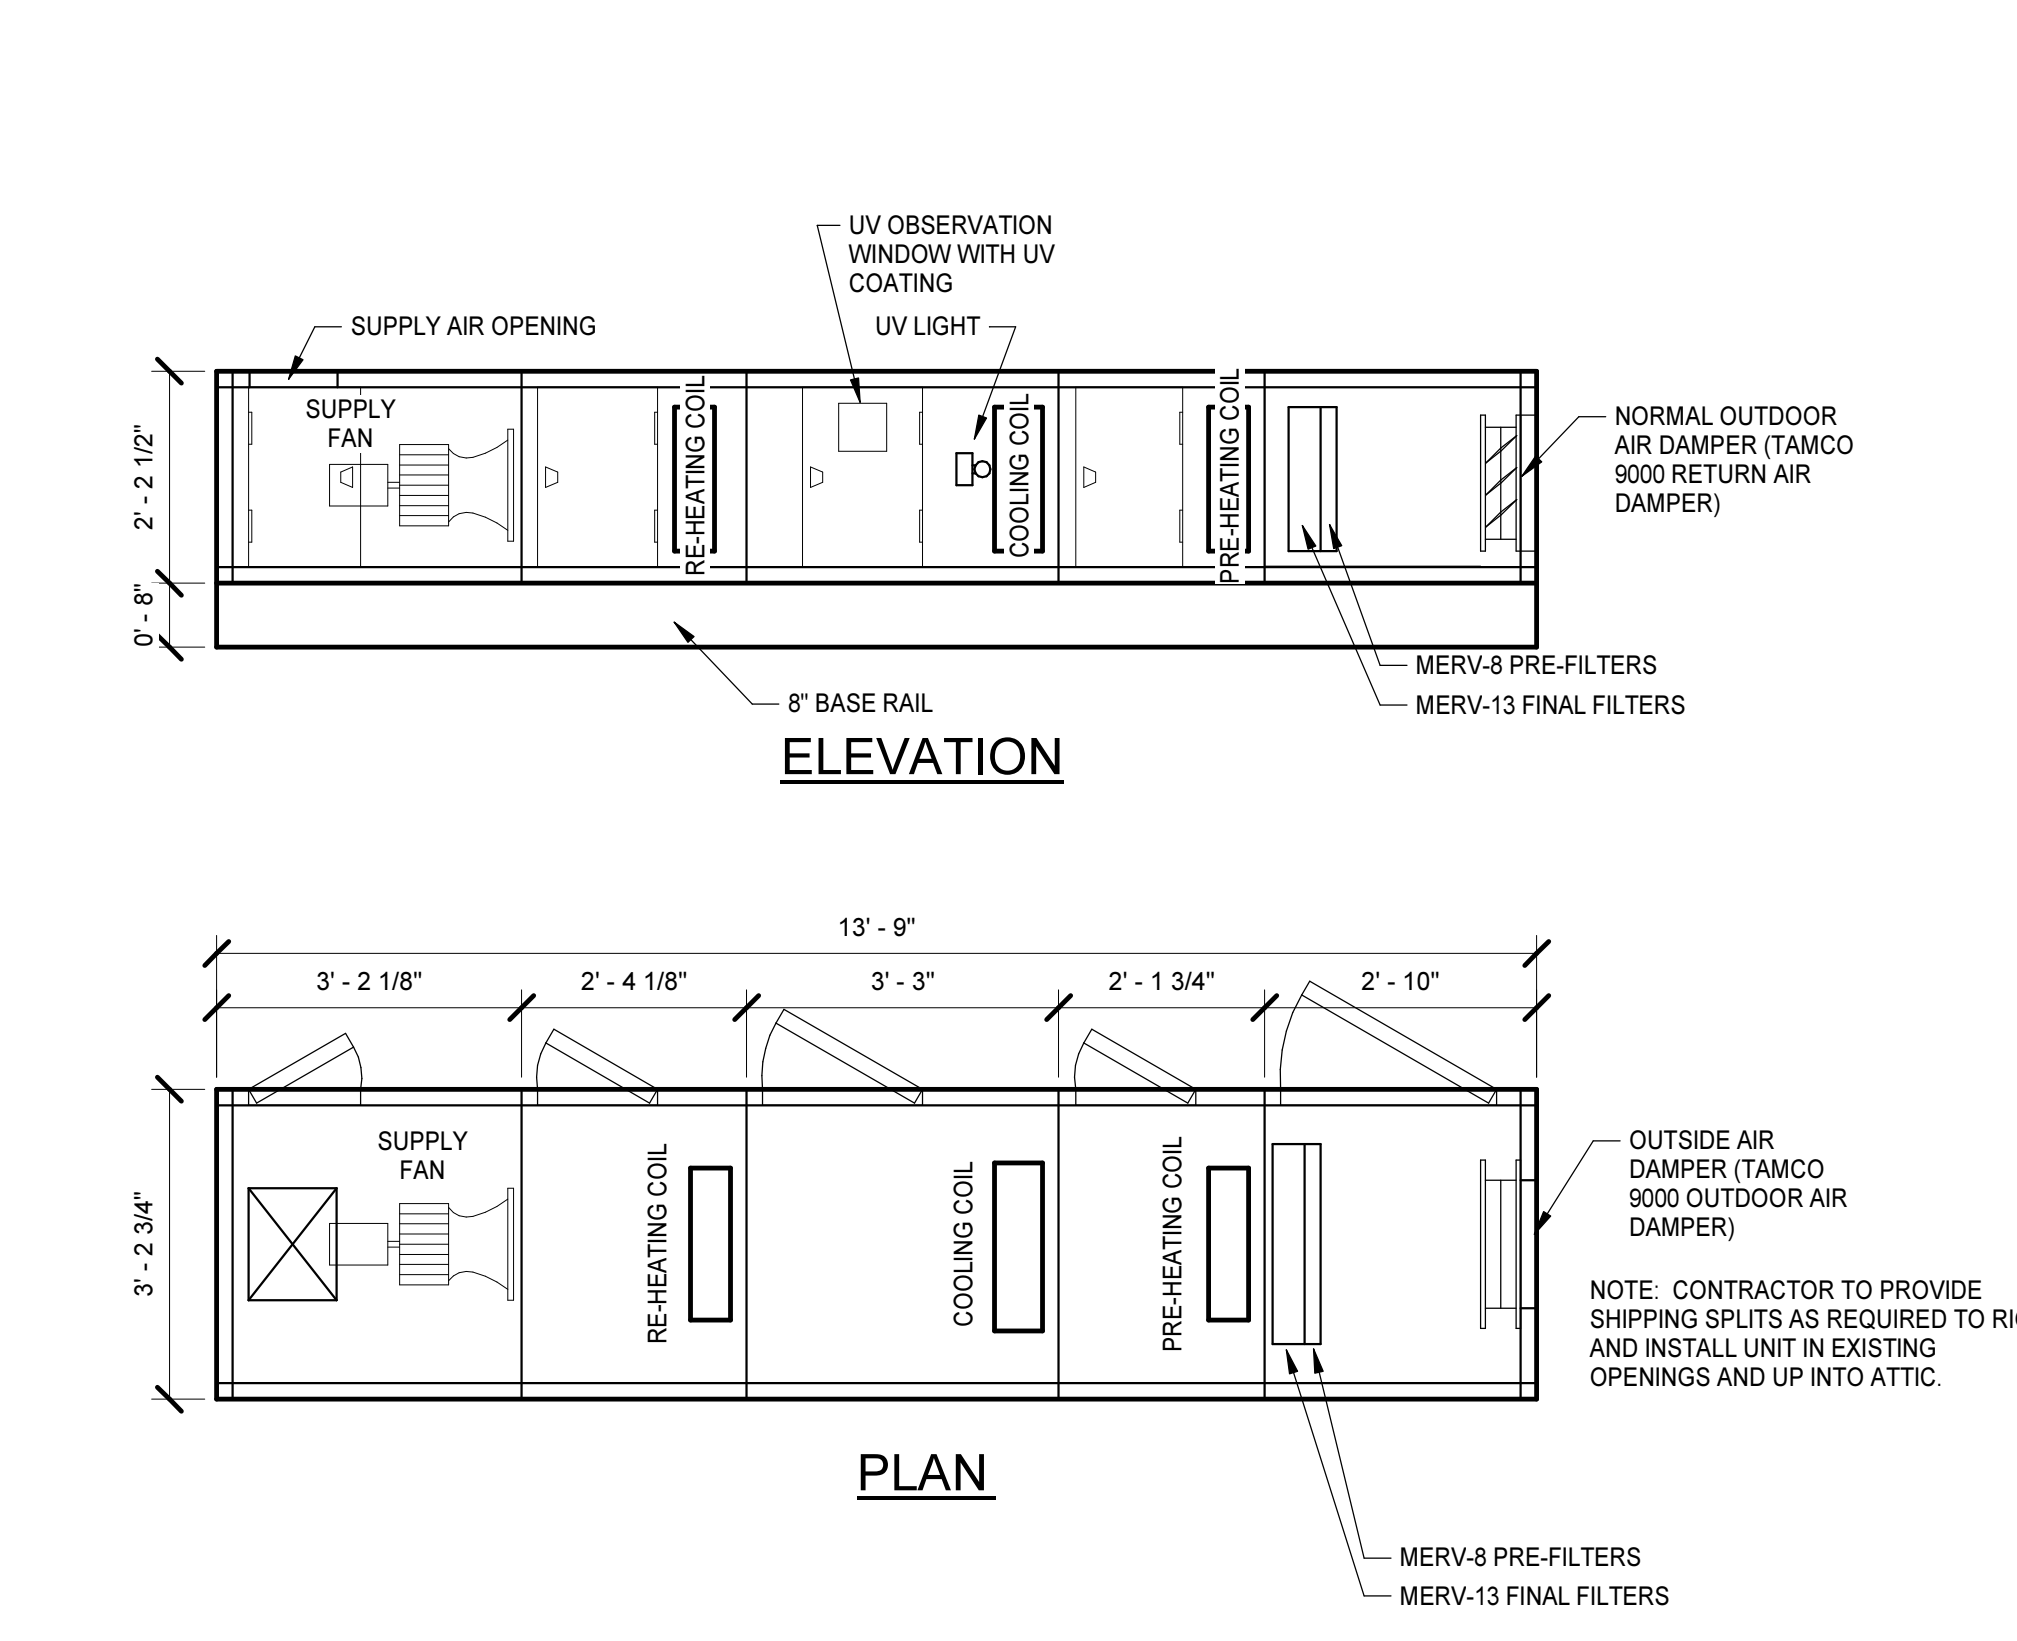 UV OBSERVATION
WINDOW WITH UV
COATING
SUPPLY AIR OPENING
UV LIGHT
SUPPLY
FAN
RE-HEATING COIL
COOLING COIL
PRE-HEATING COIL
NORMAL OUTDOOR
AIR DAMPER (TAMCO
9000 RETURN AIR
DAMPER)
2' - 2 1/2"
0' - 8"
MERV-8 PRE-FILTERS
MERV-13 FINAL FILTERS
8" BASE RAIL
ELEVATION
13' - 9"
3' - 2 1/8"
2' - 4 1/8"
3' - 3"
2' - 1 3/4"
2' - 10"
3' - 2 3/4"
SUPPLY
FAN
RE-HEATING COIL
COOLING COIL
PRE-HEATING COIL
OUTSIDE AIR
DAMPER (TAMCO
9000 OUTDOOR AIR
DAMPER)
NOTE: CONTRACTOR TO PROVIDE
SHIPPING SPLITS AS REQUIRED TO
AND INSTALL UNIT IN EXISTING
OPENINGS AND UP INTO ATTIC.
PLAN
MERV-8 PRE-FILTERS
MERV-13 FINAL FILTERS